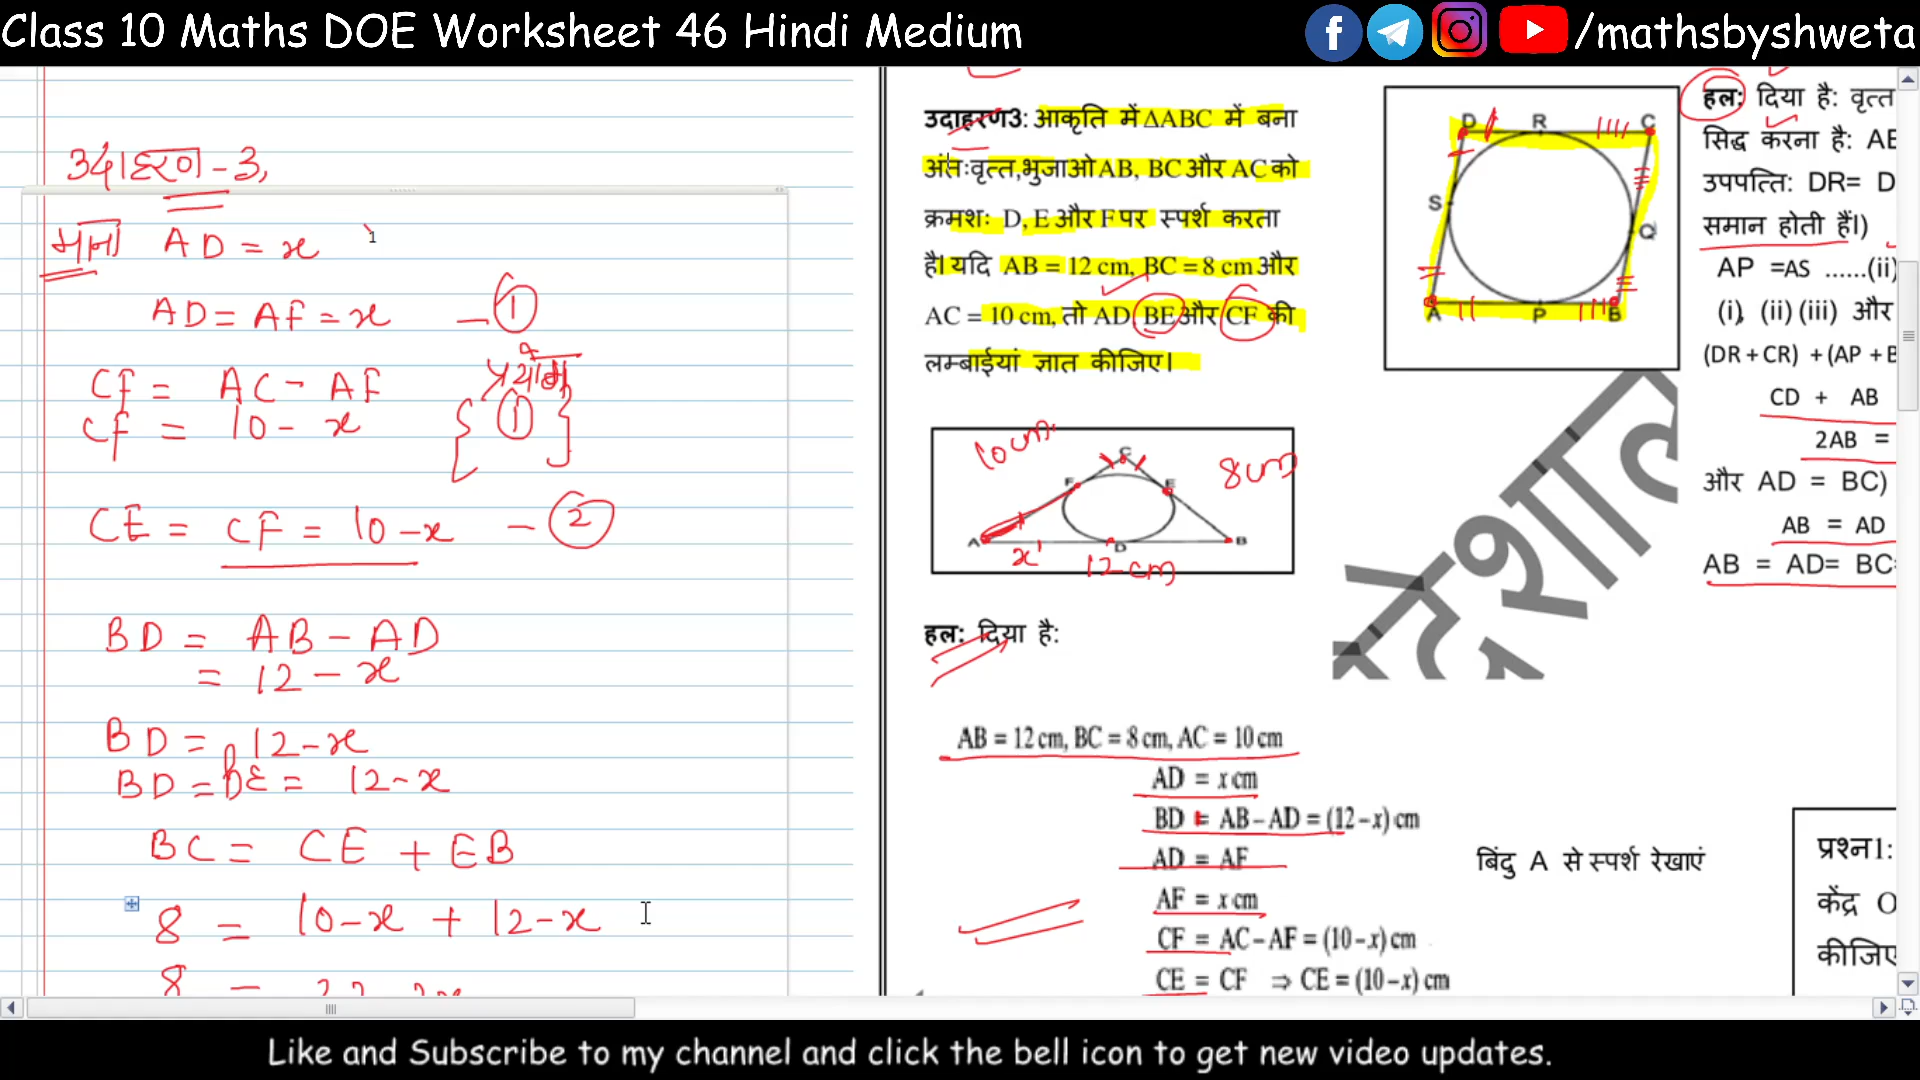 Class 10 Maths DOE Worksheet 46 Hindi Medium
/mathsbyshweta
उदाहरण-3,
माना AD = x
AD = AF = x — ①
CF = AC - AF
CF = 10 - x
{ ① }
CE = CF = 10-x — ②
BD = AB - AD
= 12 - x
BD = 12-x
BD = BE = 12-x
BC = CE + EB
8 = 10-x + 12-x
उदाहरण3: आकृति में ΔABC में बना
अंतःवृत्त,भुजाओ AB, BC और AC को
क्रमशः D, E और F पर स्पर्श करता
है। यदि AB = 12 cm, BC = 8 cm और
AC = 10 cm, तो AD BE और CF की
लम्बाईयां ज्ञात कीजिए।
10 cm.
8 cm
C
F
E
A
D
B
x
12 cm
हल: दिया है:
AB = 12 cm, BC = 8 cm, AC = 10 cm
AD = x cm
BD = AB – AD = (12 – x) cm
AD = AF
बिंदु A से स्पर्श रेखाएं
AF = x cm
CF = AC – AF = (10 – x) cm
CE = CF ⇒ CE = (10 – x) cm
D R C
S
Q
A P B
हल: दिया है: वृत्त
सिद्ध करना है: AB
उपपत्ति: DR= D
समान होती हैं।)
AP =AS ......(ii)
(i), (ii) (iii) और
(DR + CR) + (AP + B
CD + AB
2AB =
और AD = BC)
AB = AD
AB = AD= BC=
प्रश्न1:
केंद्र O
कीजिए
Like and Subscribe to my channel and click the bell icon to get new video updates.